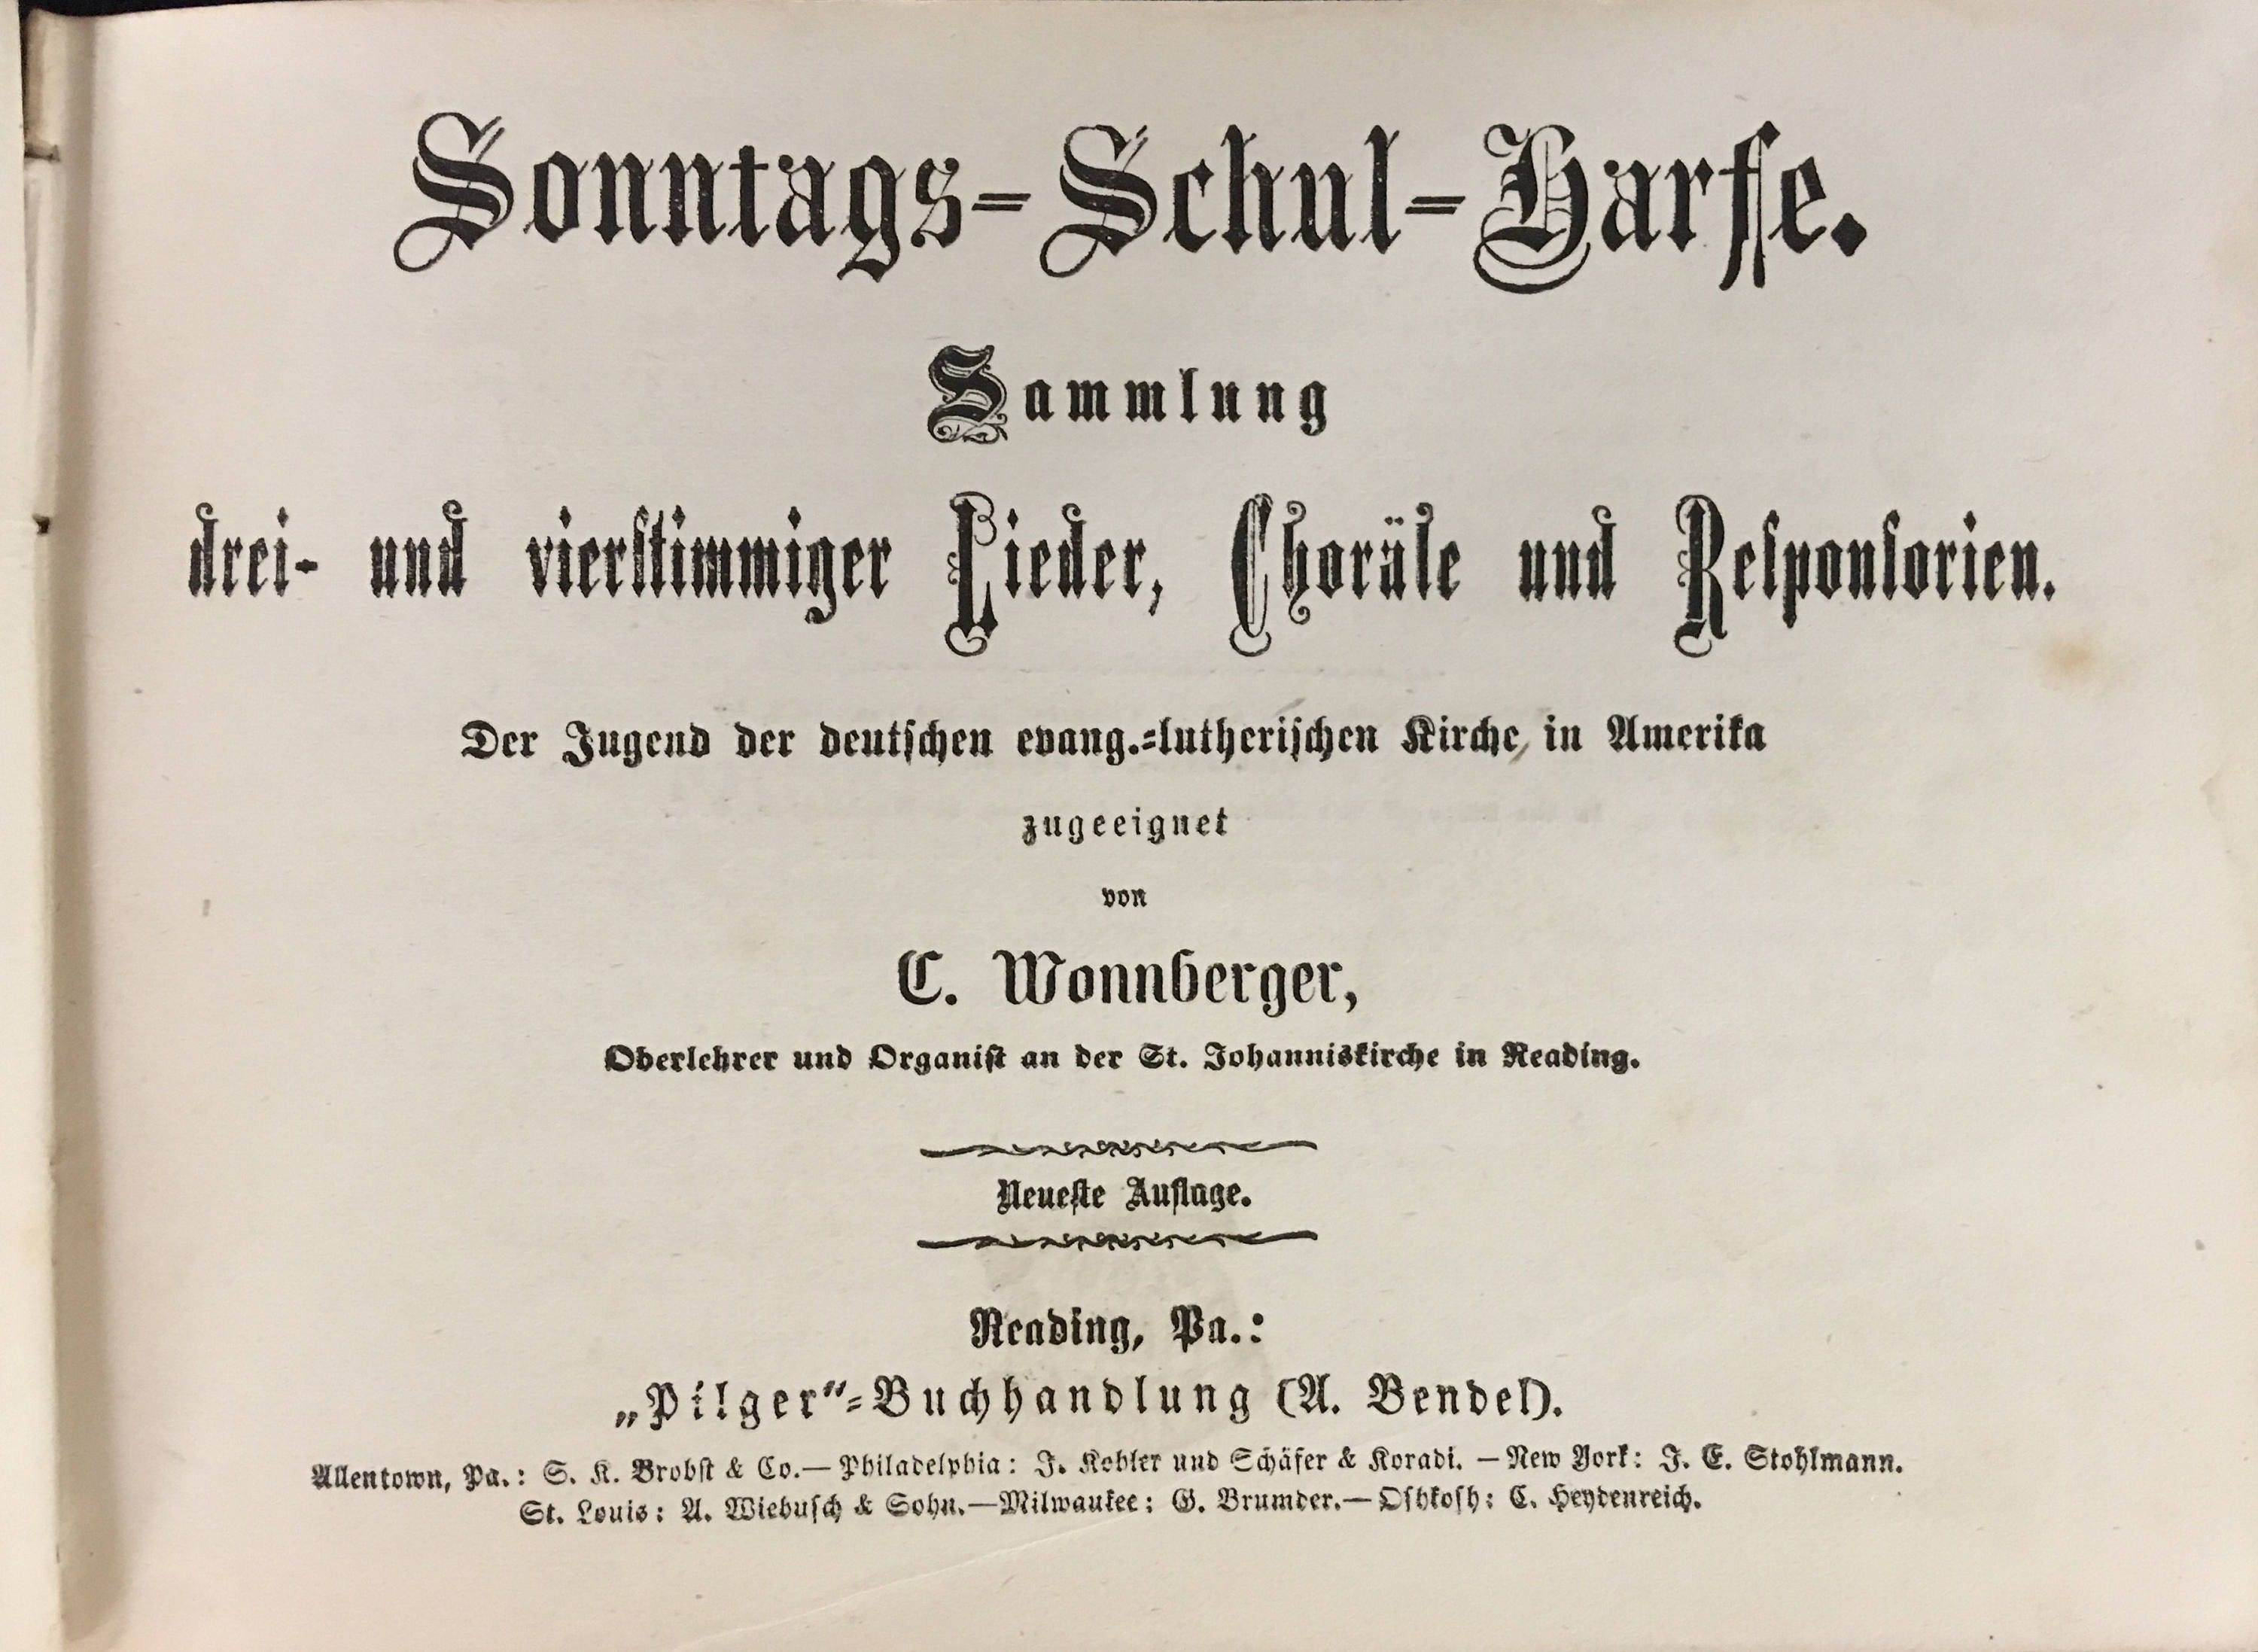 Sonntags-Schul-Harfe.
Sammlung
drei- und vierstimmiger Lieder, Choräle und Responsorien.
Der Jugend der deutschen evang.-lutherischen Kirche in Amerika
zugeeignet
von
C. Wonnberger,
Oberlehrer und Organist an der St. Johanniskirche in Reading.
Neueste Auflage.
Reading, Pa.:
„Pilger“-Buchhandlung (A. Bendel).
Allentown, Pa.: S. K. Brobst & Co.—Philadelphia: J. Kohler und Schäfer & Koradi. —New York: J. E. Stohlmann.
St. Louis: A. Wiebusch & Sohn.—Milwaukee: G. Brumder.—Oshkosh: C. Heydenreich.